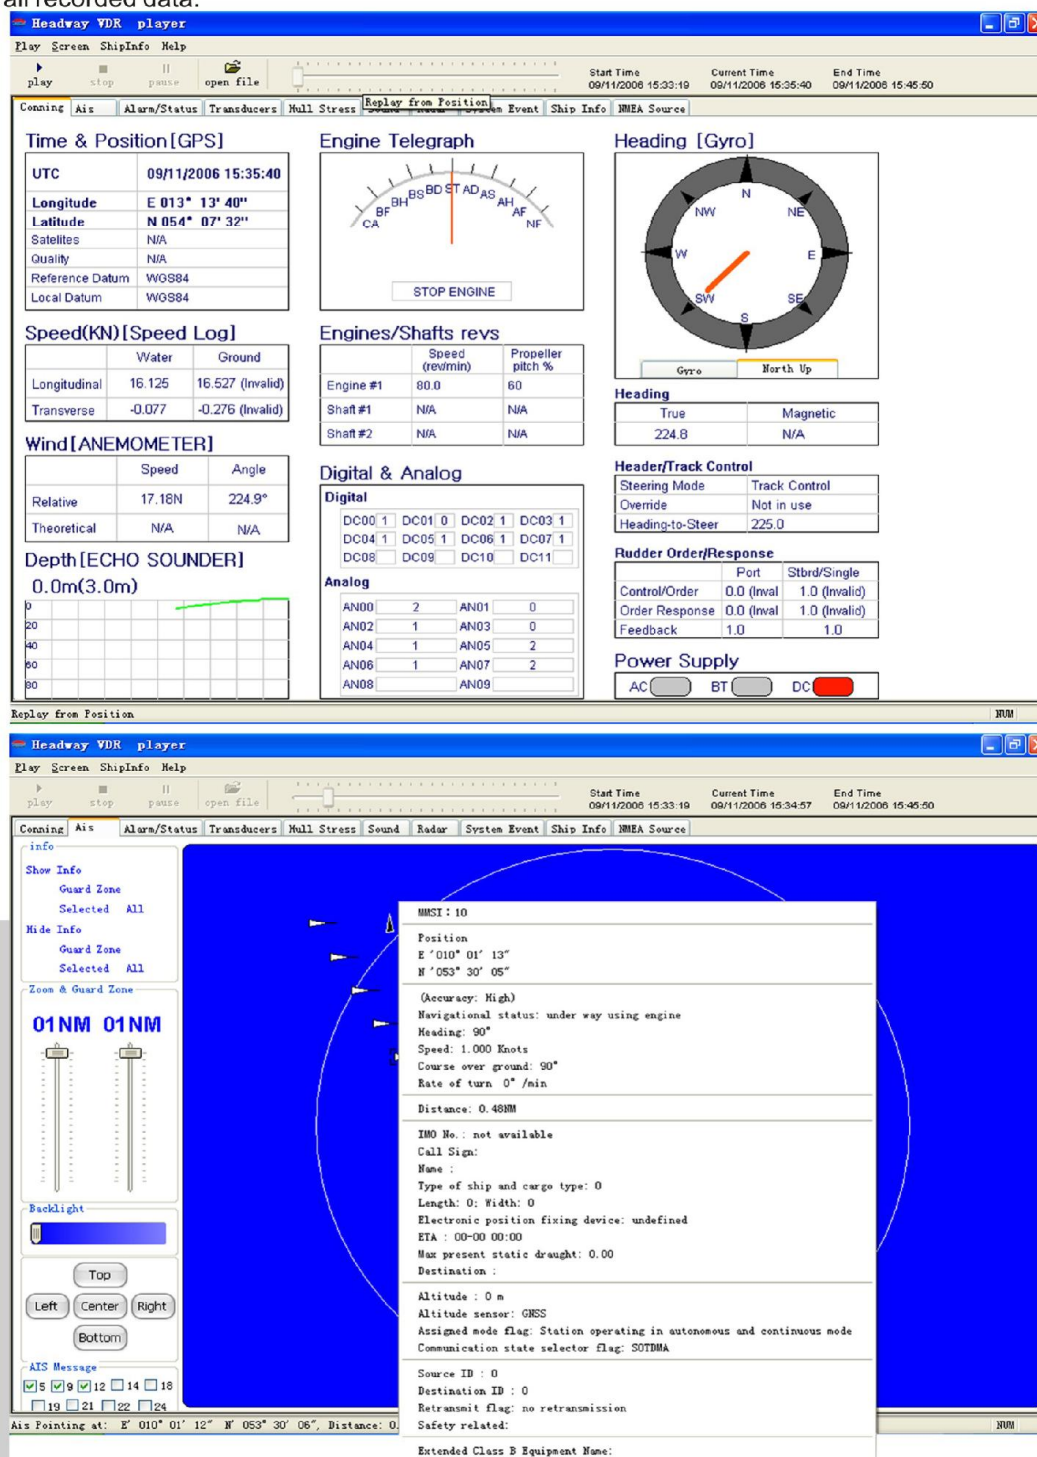 all recorded data.
Headway VDR player
Play Screen ShipInfo Help
play stop pause open file
Start Time Current Time End Time
09/11/2006 15:33:19 09/11/2006 15:35:40 09/11/2006 15:45:50
Conning Ais Alarm/Status Transducers Hull Stress Sound Radar System Event Ship Info NMEA Source
Replay from Position
Time & Position[GPS]
UTC 09/11/2006 15:35:40
Longitude E 013° 13' 40"
Latitude N 054° 07' 32"
Satelites N/A
Quality N/A
Reference Datum WGS84
Local Datum WGS84
Speed(KN)[Speed Log]
Water Ground
Longitudinal 16.125 16.527 (Invalid)
Transverse -0.077 -0.276 (Invalid)
Wind[ANEMOMETER]
Speed Angle
Relative 17.18N 224.9°
Theoretical N/A N/A
Depth[ECHO SOUNDER]
0.0m(3.0m)
0
20
40
60
80
Engine Telegraph
CA BF BH BS BD ST AD AS AH AF NF
STOP ENGINE
Engines/Shafts revs
Speed (rev/min) Propeller pitch %
Engine #1 80.0 60
Shaft #1 N/A N/A
Shaft #2 N/A N/A
Digital & Analog
Digital
DC00 1 DC01 0 DC02 1 DC03 1
DC04 1 DC05 1 DC06 1 DC07 1
DC08 DC09 DC10 DC11
Analog
AN00 2 AN01 0
AN02 1 AN03 0
AN04 1 AN05 2
AN06 1 AN07 2
AN08 AN09
Heading [Gyro]
N
NW NE
W E
SW SE
S
Gyro North Up
Heading
True Magnetic
224.8 N/A
Header/Track Control
Steering Mode Track Control
Override Not in use
Heading-to-Steer 225.0
Rudder Order/Response
Port Stbrd/Single
Control/Order 0.0 (Inval 1.0 (Invalid)
Order Response 0.0 (Inval 1.0 (Invalid)
Feedback 1.0 1.0
Power Supply
AC BT DC
Replay from Position NUM
Headway VDR player
Play Screen ShipInfo Help
play stop pause open file
Start Time Current Time End Time
09/11/2006 15:33:19 09/11/2006 15:34:57 09/11/2006 15:45:50
Conning Ais Alarm/Status Transducers Hull Stress Sound Radar System Event Ship Info NMEA Source
info
Show Info
Guard Zone
Selected All
Hide Info
Guard Zone
Selected All
Zoom & Guard Zone
01NM 01NM
Backlight
Top
Left Center Right
Bottom
AIS Message
5 9 12 14 18
19 21 22 24
MMSI: 10
Position
E '010° 01' 13"
N '053° 30' 05"
(Accuracy: High)
Navigational status: under way using engine
Heading: 90°
Speed: 1.000 Knots
Course over ground: 90°
Rate of turn 0° /min
Distance: 0.48NM
IMO No.: not available
Call Sign:
Name :
Type of ship and cargo type: 0
Length: 0; Width: 0
Electronic position fixing device: undefined
ETA : 00-00 00:00
Max present static draught: 0.00
Destination :
Altitude : 0 m
Altitude sensor: GNSS
Assigned mode flag: Station operating in autonomous and continuous mode
Communication state selector flag: SOTDMA
Source ID : 0
Destination ID : 0
Retransmit flag: no retransmission
Safety related:
Extended Class B Equipment Name:
Ais Pointing at: E' 010° 01' 12" N' 053° 30' 06", Distance: 0. NUM